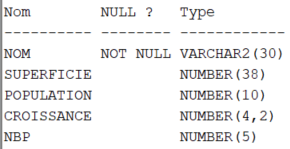 Nom        NULL ?   Type
---------- -------- ------------
NOM        NOT NULL VARCHAR2(30)
SUPERFICIE          NUMBER(38)
POPULATION          NUMBER(10)
CROISSANCE          NUMBER(4,2)
NBP                 NUMBER(5)